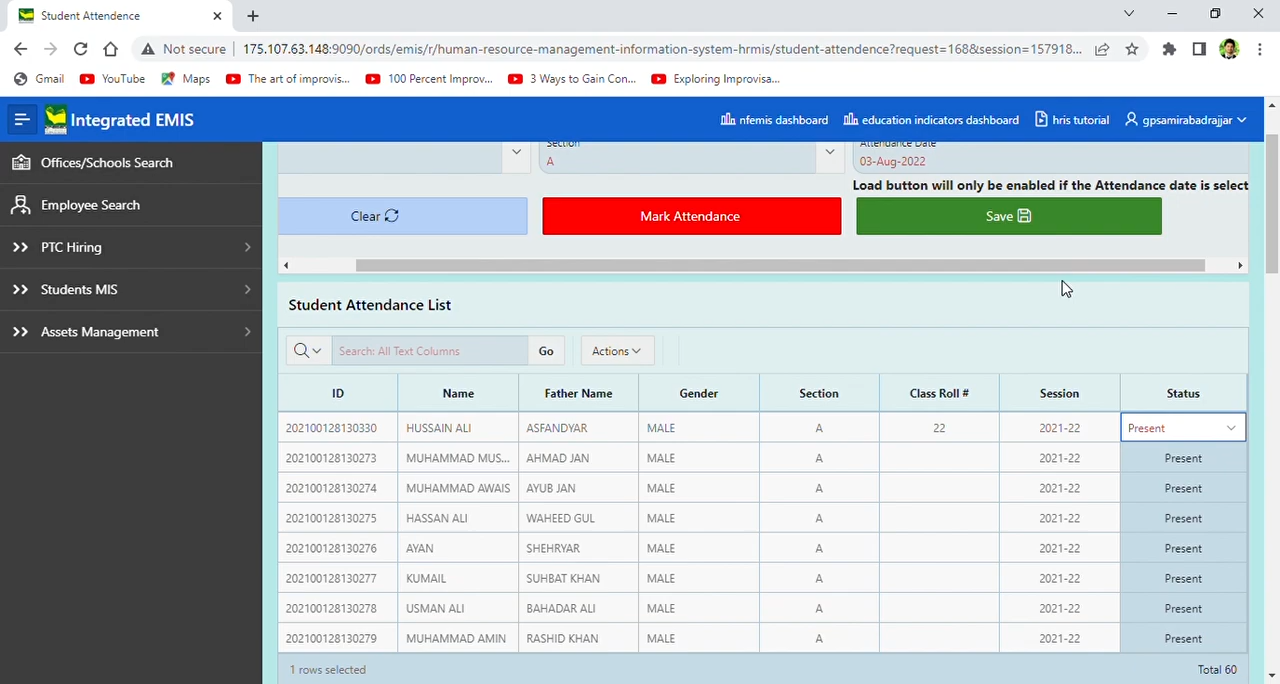 Student Attendence
Not secure | 175.107.63.148:9090/ords/emis/r/human-resource-management-information-system-hrmis/student-attendence?request=168&session=157918...
Gmail YouTube Maps The art of improvis... 100 Percent Improv... 3 Ways to Gain Con... Exploring Improvisa...
Integrated EMIS nfemis dashboard education indicators dashboard hris tutorial gpsamirabadrajjar
Offices/Schools Search
Employee Search
PTC Hiring
Students MIS
Assets Management
Section Attendance Date
A 03-Aug-2022
Load button will only be enabled if the Attendance date is select
Clear Mark Attendance Save
Student Attendance List
Search: All Text Columns Go Actions
ID Name Father Name Gender Section Class Roll # Session Status
202100128130330 HUSSAIN ALI ASFANDYAR MALE A 22 2021-22 Present
202100128130273 MUHAMMAD MUS... AHMAD JAN MALE A 2021-22 Present
202100128130274 MUHAMMAD AWAIS AYUB JAN MALE A 2021-22 Present
202100128130275 HASSAN ALI WAHEED GUL MALE A 2021-22 Present
202100128130276 AYAN SHEHRYAR MALE A 2021-22 Present
202100128130277 KUMAIL SUHBAT KHAN MALE A 2021-22 Present
202100128130278 USMAN ALI BAHADAR ALI MALE A 2021-22 Present
202100128130279 MUHAMMAD AMIN RASHID KHAN MALE A 2021-22 Present
1 rows selected Total 60